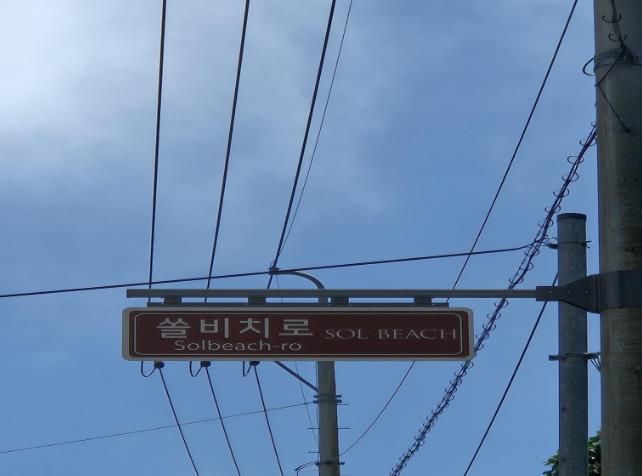 쏠비치로 SOL BEACH
Solbeach-ro